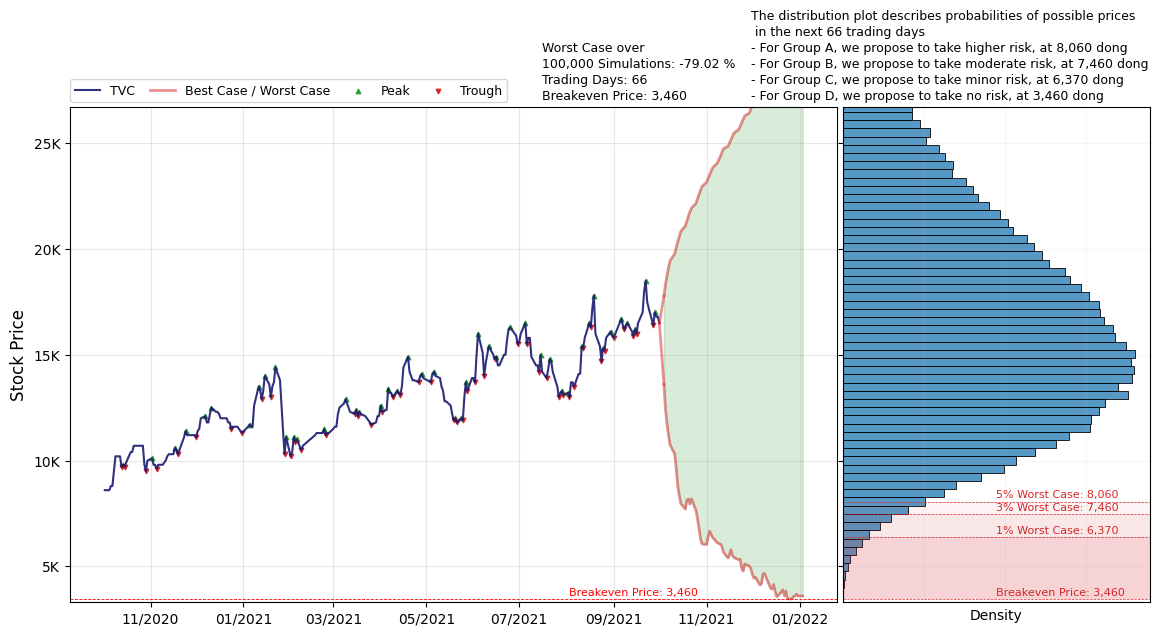 The distribution plot describes probabilities of possible prices
in the next 66 trading days
- For Group A, we propose to take higher risk, at 8,060 dong
- For Group B, we propose to take moderate risk, at 7,460 dong
- For Group C, we propose to take minor risk, at 6,370 dong
- For Group D, we propose to take no risk, at 3,460 dong
Worst Case over
100,000 Simulations: -79.02 %
Trading Days: 66
Breakeven Price: 3,460
TVC
Best Case / Worst Case
Peak
Trough
Stock Price
25K
20K
15K
10K
5K
Breakeven Price: 3,460
11/2020
01/2021
03/2021
05/2021
07/2021
09/2021
11/2021
01/2022
5% Worst Case: 8,060
3% Worst Case: 7,460
1% Worst Case: 6,370
Breakeven Price: 3,460
Density